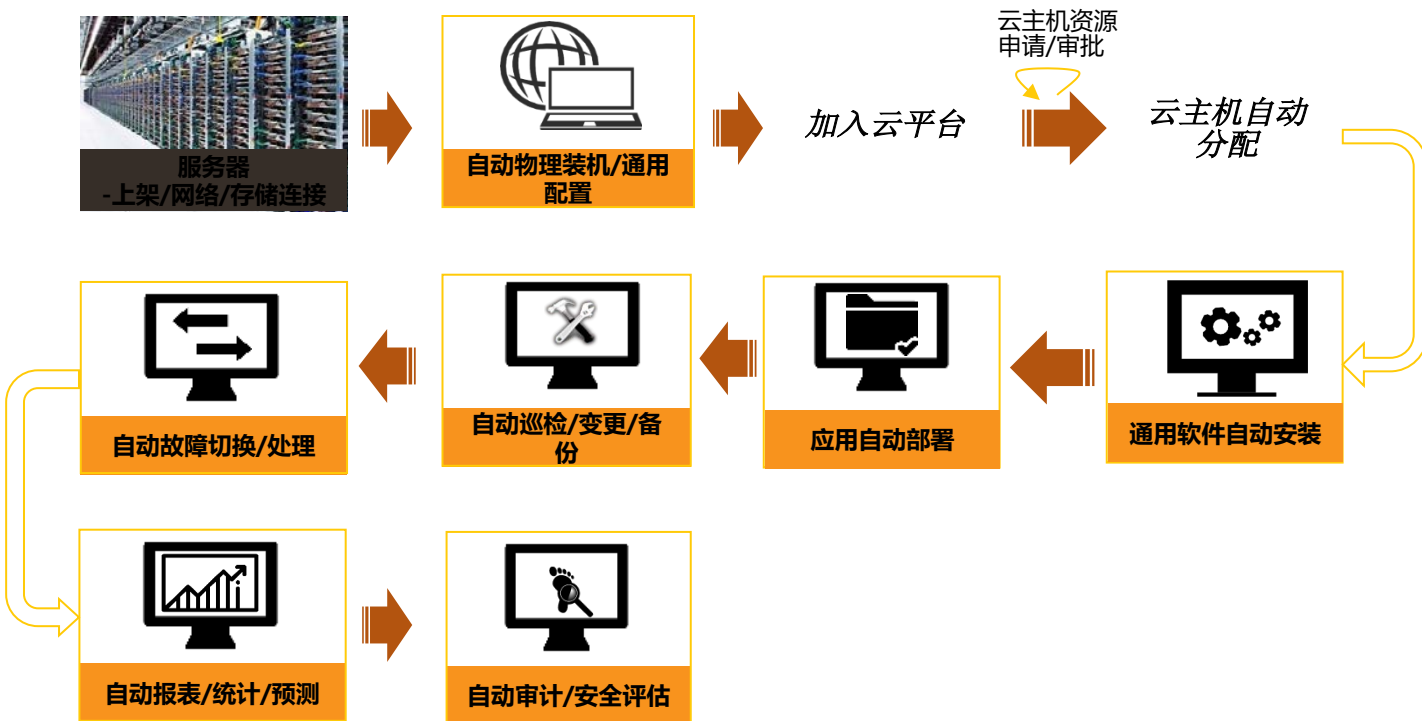 云主机资源
申请/审批
服务器
-上架/网络/存储连接
自动物理装机/通用
配置
加入云平台
云主机自动
分配
通用软件自动安装
应用自动部署
自动巡检/变更/备
份
自动故障切换/处理
自动报表/统计/预测
自动审计/安全评估